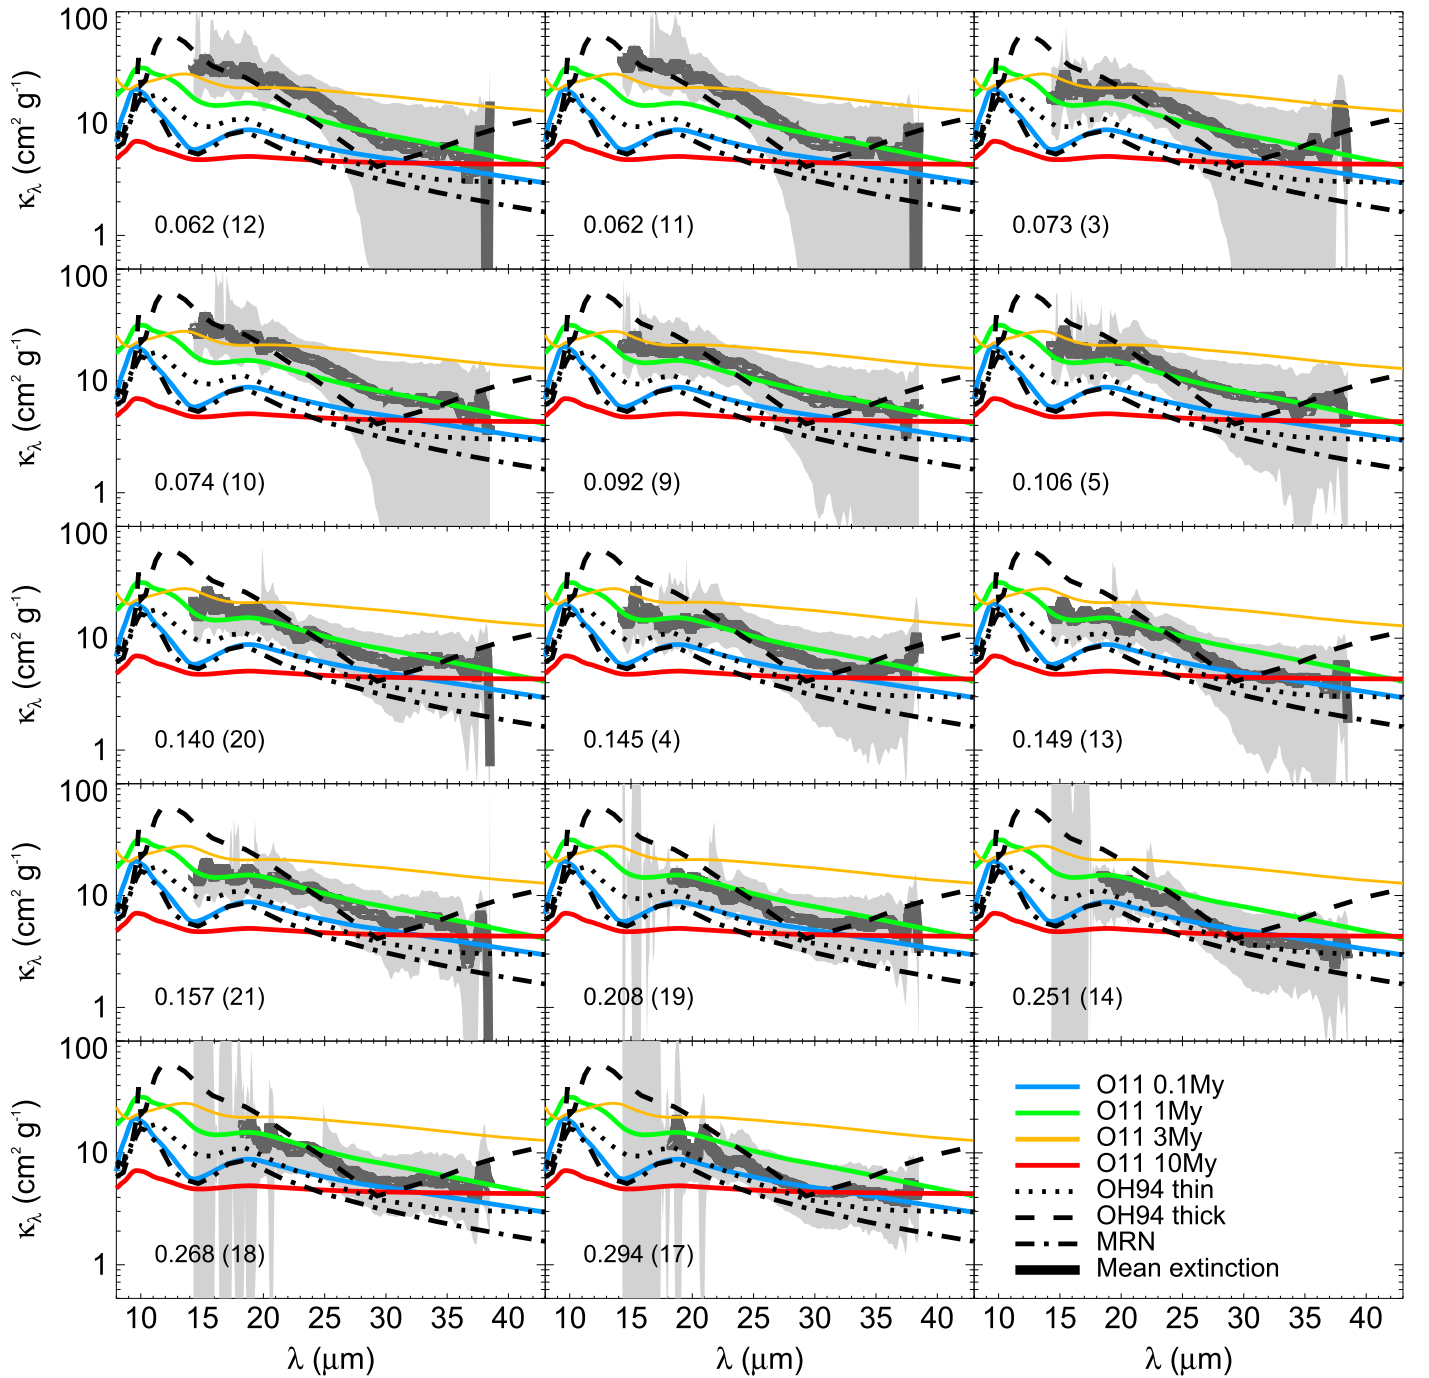 100
10
1
κλ (cm² g⁻¹)
0.062 (12)
0.062 (11)
0.073 (3)
100
10
1
κλ (cm² g⁻¹)
0.074 (10)
0.092 (9)
0.106 (5)
100
10
1
κλ (cm² g⁻¹)
0.140 (20)
0.145 (4)
0.149 (13)
100
10
1
κλ (cm² g⁻¹)
0.157 (21)
0.208 (19)
0.251 (14)
100
10
1
κλ (cm² g⁻¹)
0.268 (18)
0.294 (17)
O11 0.1My
O11 1My
O11 3My
O11 10My
OH94 thin
OH94 thick
MRN
Mean extinction
10 15 20 25 30 35 40
10 15 20 25 30 35 40
10 15 20 25 30 35 40
λ (μm)
λ (μm)
λ (μm)